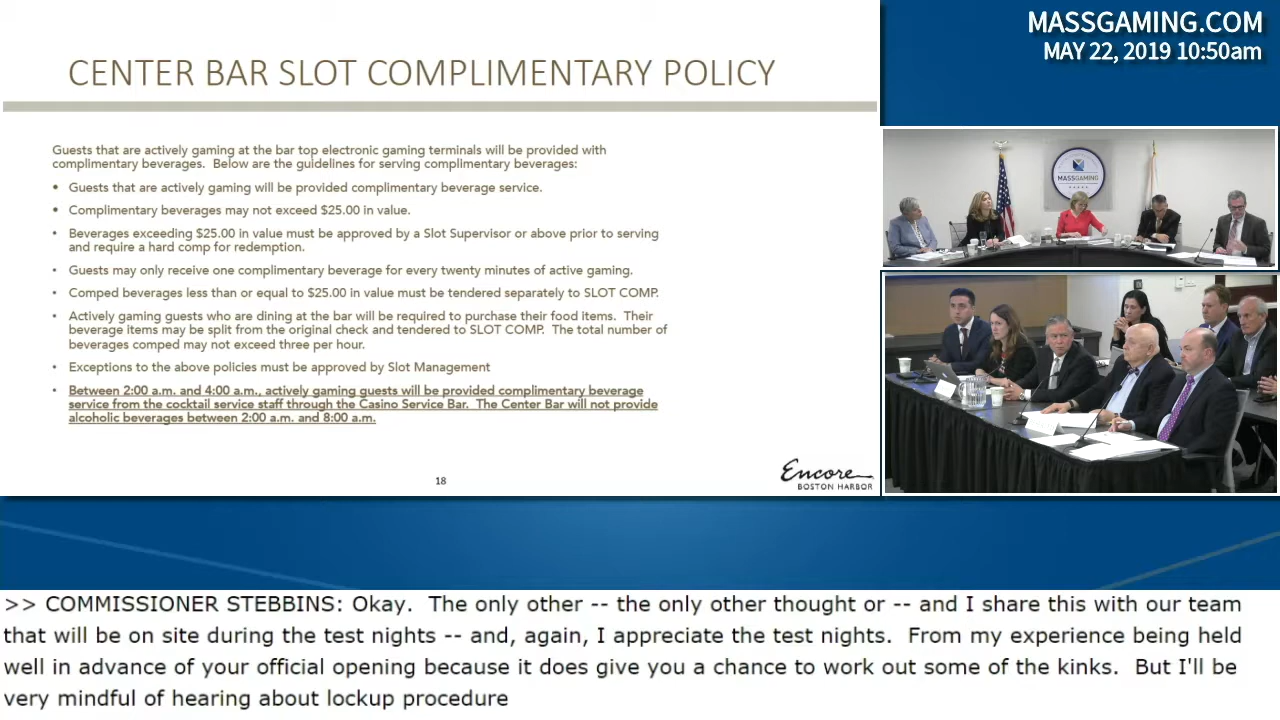 CENTER BAR SLOT COMPLIMENTARY POLICY
Guests that are actively gaming at the bar top electronic gaming terminals will be provided with
complimentary beverages. Below are the guidelines for serving complimentary beverages:
• Guests that are actively gaming will be provided complimentary beverage service.
• Complimentary beverages may not exceed $25.00 in value.
• Beverages exceeding $25.00 in value must be approved by a Slot Supervisor or above prior to serving
and require a hard comp for redemption.
• Guests may only receive one complimentary beverage for every twenty minutes of active gaming.
• Comped beverages less than or equal to $25.00 in value must be tendered separately to SLOT COMP.
• Actively gaming guests who are dining at the bar will be required to purchase their food items. Their
beverage items may be split from the original check and tendered to SLOT COMP. The total number of
beverages comped may not exceed three per hour.
• Exceptions to the above policies must be approved by Slot Management
• Between 2:00 a.m. and 4:00 a.m., actively gaming guests will be provided complimentary beverage
service from the cocktail service staff through the Casino Service Bar. The Center Bar will not provide
alcoholic beverages between 2:00 a.m. and 8:00 a.m.
18
Encore
BOSTON HARBOR
MASSGAMING.COM
MAY 22, 2019 10:50am
MASSGAMING
>> COMMISSIONER STEBBINS: Okay. The only other -- the only other thought or -- and I share this with our team
that will be on site during the test nights -- and, again, I appreciate the test nights. From my experience being held
well in advance of your official opening because it does give you a chance to work out some of the kinks. But I'll be
very mindful of hearing about lockup procedure